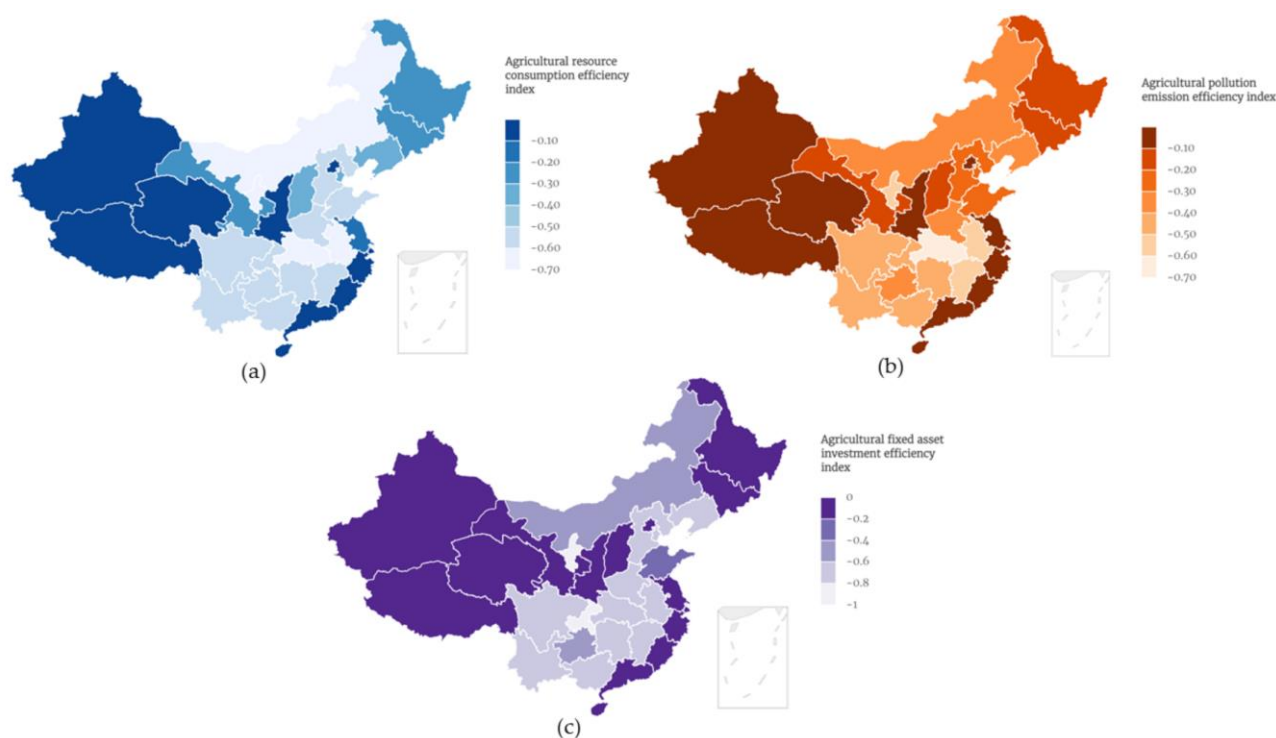 Agricultural resource
consumption efficiency
index
−0.10
−0.20
−0.30
−0.40
−0.60
−0.70
(a)
Agricultural pollution
emission efficiency index
−0.10
−0.20
−0.30
−0.40
−0.50
−0.60
−0.70
(b)
Agricultural fixed asset
investment efficiency
index
0
−0.2
−0.4
−0.6
−0.8
−1
(c)